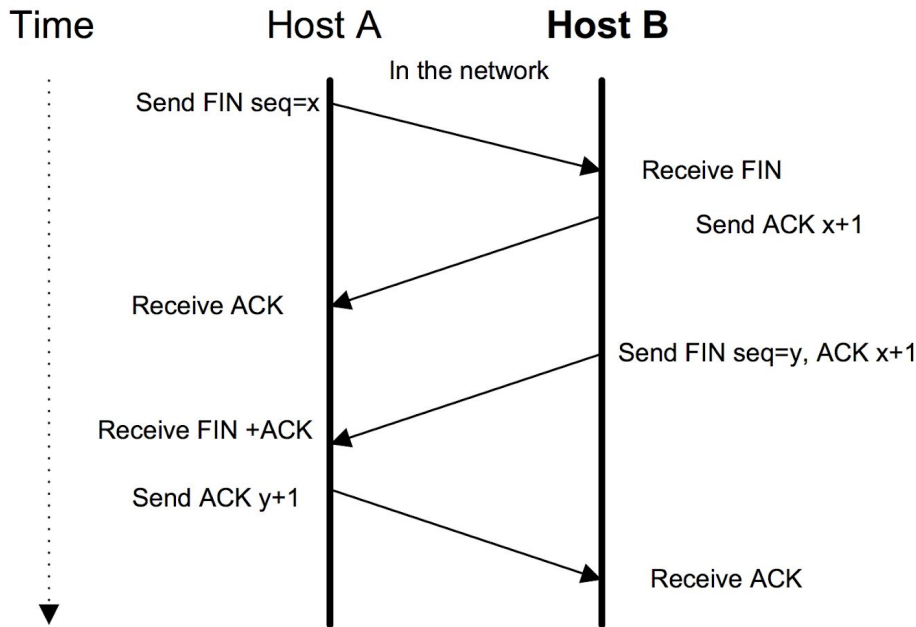 Time
Host A
Host B
In the network
Send FIN seq=x
Receive FIN
Send ACK x+1
Receive ACK
Send FIN seq=y, ACK x+1
Receive FIN +ACK
Send ACK y+1
Receive ACK